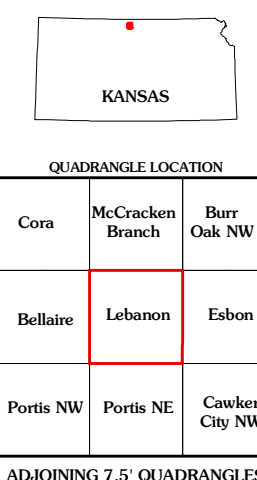 KANSAS
QUADRANGLE LOCATION
Cora
McCracken
Branch
Burr
Oak NW
Bellaire
Lebanon
Esbon
Portis NW
Portis NE
Cawker
City NW
ADJOINING 7.5' QUADRANGLES